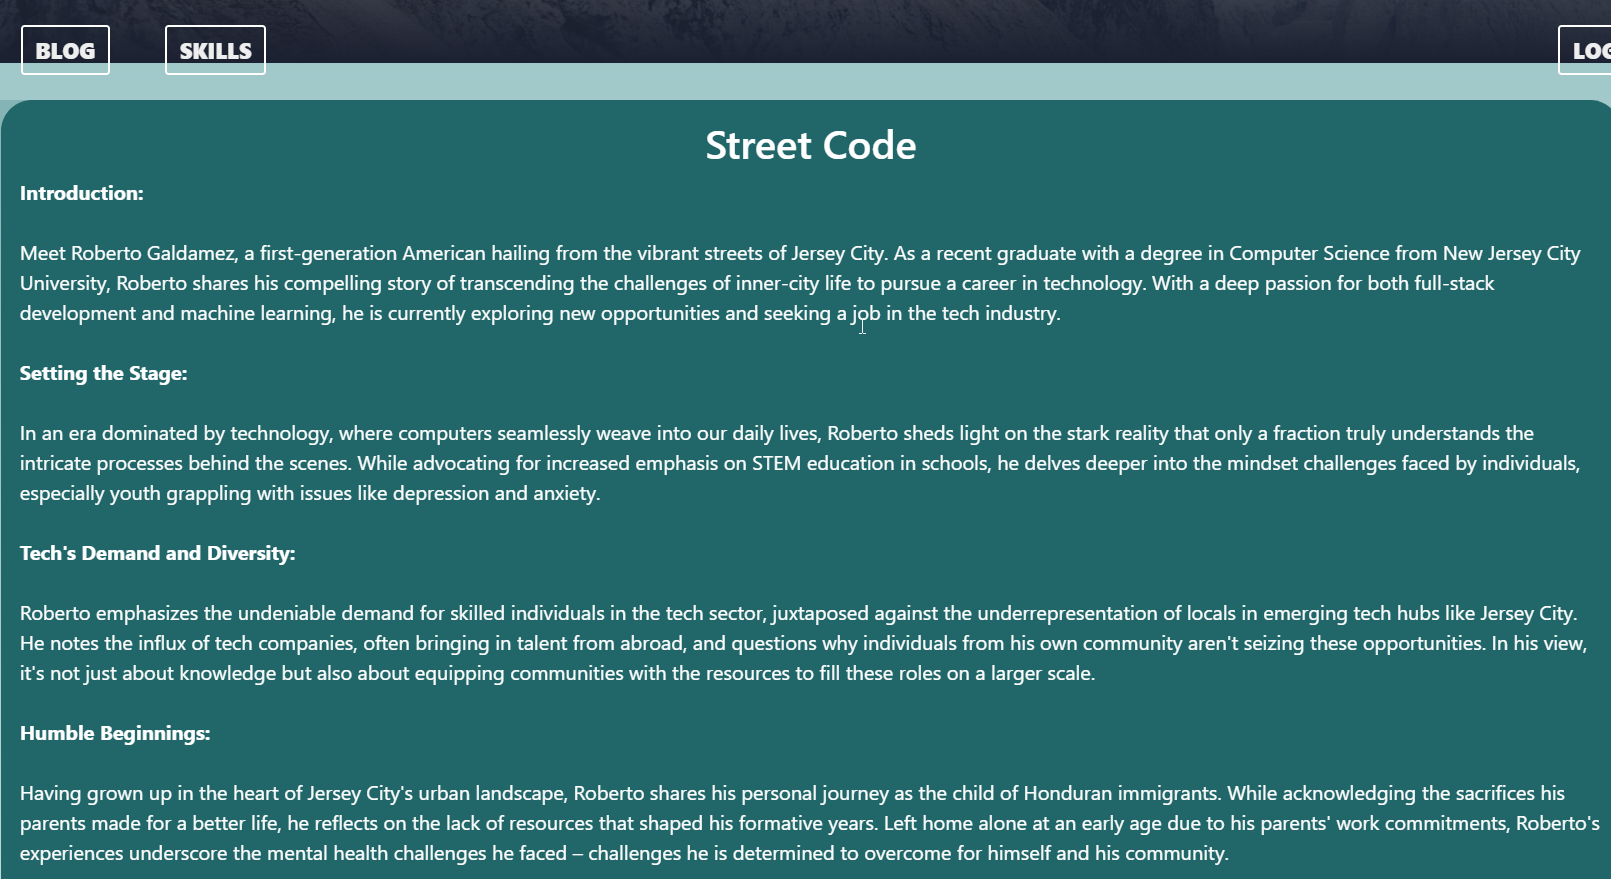 BLOG
SKILLS
Street Code
Introduction:
Meet Roberto Galdamez, a first-generation American hailing from the vibrant streets of Jersey City. As a recent graduate with a degree in Computer Science from New Jersey City
University, Roberto shares his compelling story of transcending the challenges of inner-city life to pursue a career in technology. With a deep passion for both full-stack
development and machine learning, he is currently exploring new opportunities and seeking a job in the tech industry.
Setting the Stage:
In an era dominated by technology, where computers seamlessly weave into our daily lives, Roberto sheds light on the stark reality that only a fraction truly understands the
intricate processes behind the scenes. While advocating for increased emphasis on STEM education in schools, he delves deeper into the mindset challenges faced by individuals,
especially youth grappling with issues like depression and anxiety.
Tech's Demand and Diversity:
Roberto emphasizes the undeniable demand for skilled individuals in the tech sector, juxtaposed against the underrepresentation of locals in emerging tech hubs like Jersey City.
He notes the influx of tech companies, often bringing in talent from abroad, and questions why individuals from his own community aren't seizing these opportunities. In his view,
it's not just about knowledge but also about equipping communities with the resources to fill these roles on a larger scale.
Humble Beginnings:
Having grown up in the heart of Jersey City's urban landscape, Roberto shares his personal journey as the child of Honduran immigrants. While acknowledging the sacrifices his
parents made for a better life, he reflects on the lack of resources that shaped his formative years. Left home alone at an early age due to his parents' work commitments, Roberto's
experiences underscore the mental health challenges he faced – challenges he is determined to overcome for himself and his community.